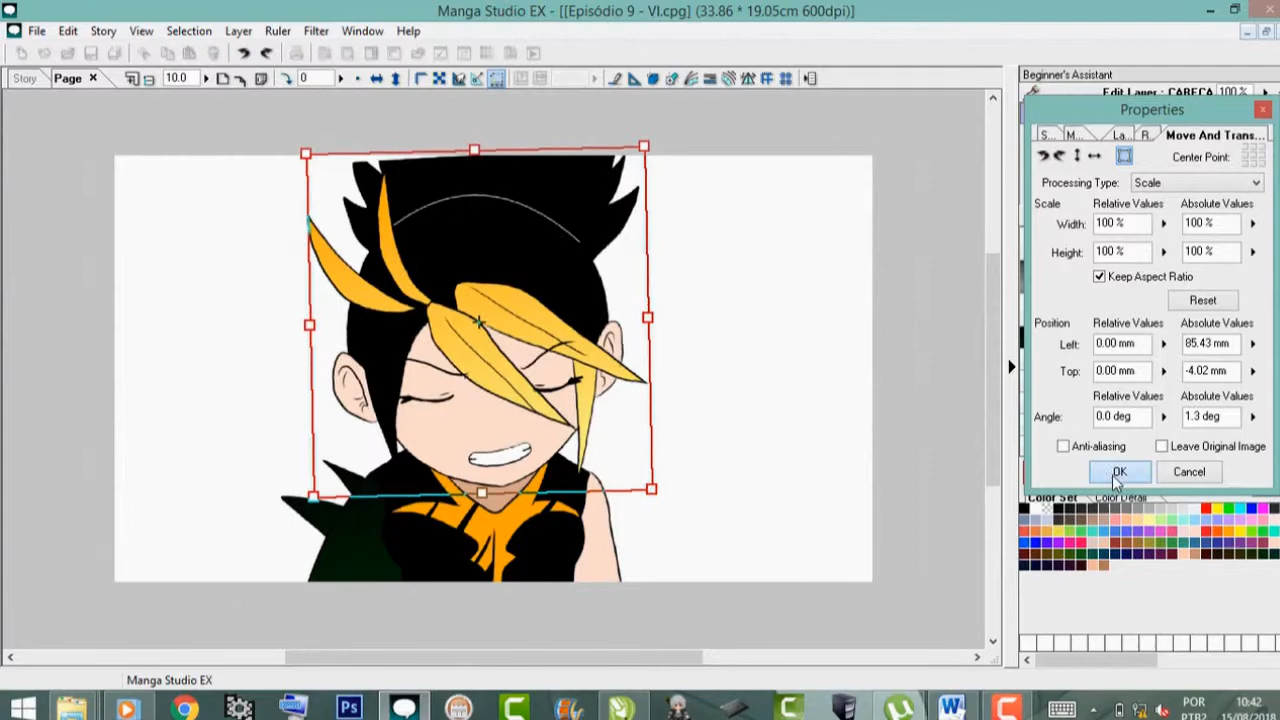 Manga Studio EX - [[Episódio 9 - VI.cpg] (33.86 * 19.05cm 600dpi)]
File Edit Story View Selection Layer Ruler Filter Window Help
Story Page 10.0 0
Beginner's Assistant
Edit Layer : CABECA 100 %
Properties
S... M... La... R... Move And Trans...
Center Point:
Processing Type: Scale
Scale Relative Values Absolute Values
Width: 100 % 100 %
Height: 100 % 100 %
Keep Aspect Ratio
Reset
Position Relative Values Absolute Values
Left: 0.00 mm 85.43 mm
Top: 0.00 mm -4.02 mm
Relative Values Absolute Values
Angle: 0.0 deg 1.3 deg
Anti-aliasing Leave Original Image
OK Cancel
Color Set Color Detail
Manga Studio EX
Ps W
POR 10:42